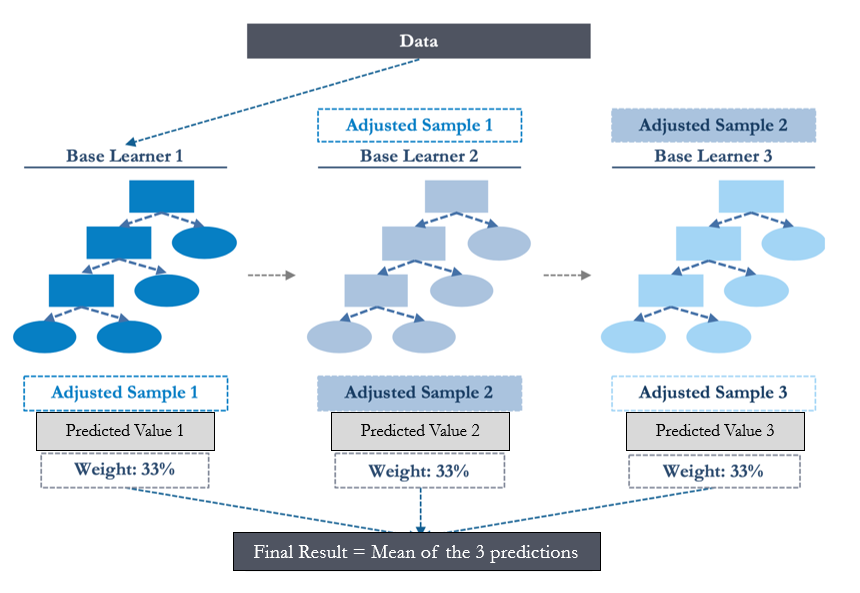 Data
Adjusted Sample 1
Adjusted Sample 2
Base Learner 1
Base Learner 2
Base Learner 3
Adjusted Sample 1
Adjusted Sample 2
Adjusted Sample 3
Predicted Value 1
Predicted Value 2
Predicted Value 3
Weight: 33%
Weight: 33%
Weight: 33%
Final Result = Mean of the 3 predictions